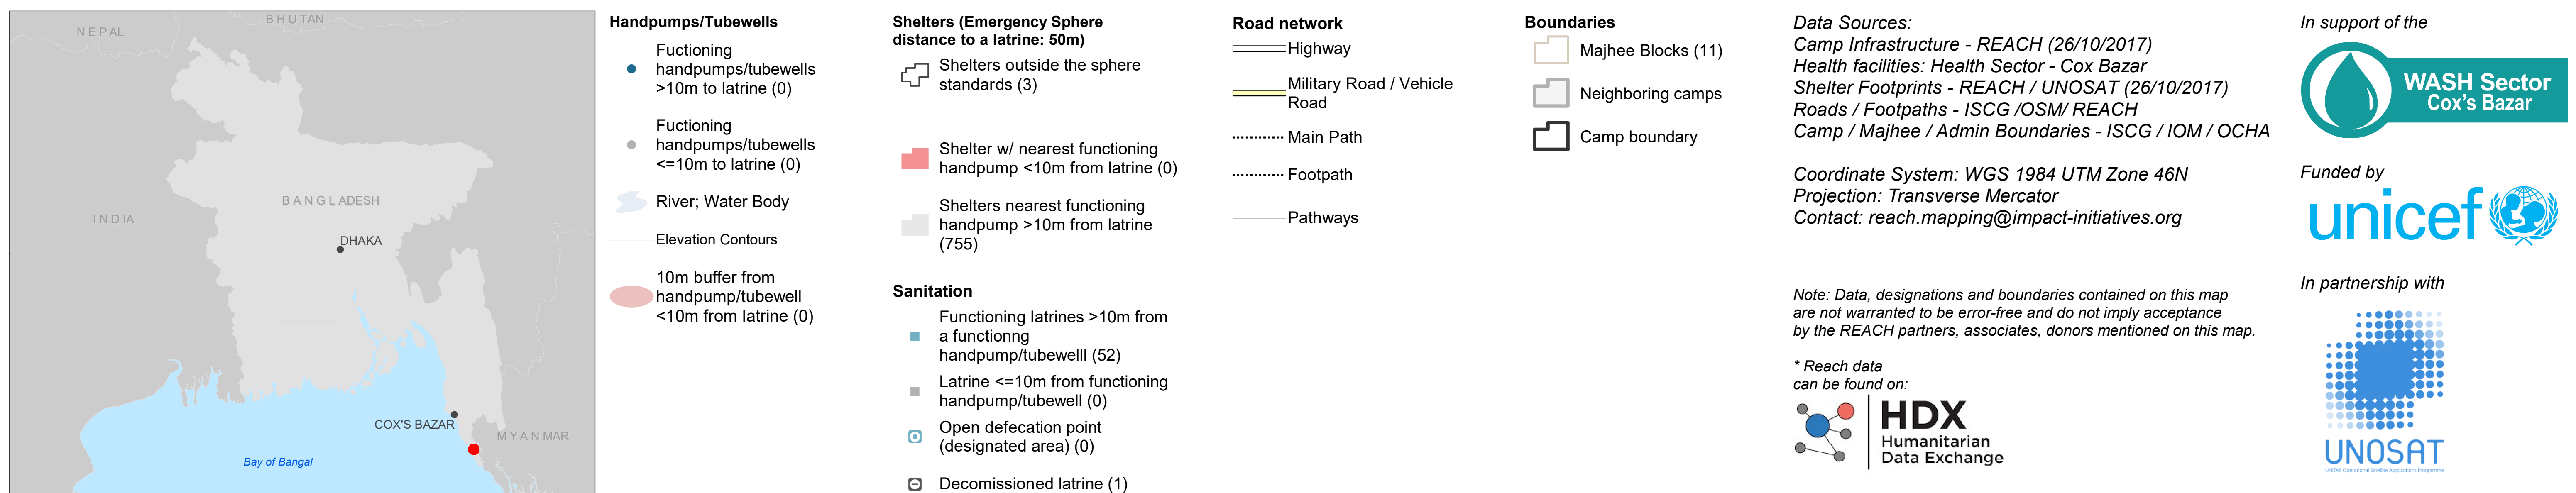 NEPAL
BHUTAN
INDIA
BANGLADESH
DHAKA
COX'S BAZAR
MYANMAR
Bay of Bangal
Handpumps/Tubewells
Fuctioning
handpumps/tubewells
>10m to latrine (0)
Fuctioning
handpumps/tubewells
<=10m to latrine (0)
River; Water Body
Elevation Contours
10m buffer from
handpump/tubewell
<10m from latrine (0)
Shelters (Emergency Sphere
distance to a latrine: 50m)
Shelters outside the sphere
standards (3)
Shelter w/ nearest functioning
handpump <10m from latrine (0)
Shelters nearest functioning
handpump >10m from latrine
(755)
Sanitation
Functioning latrines >10m from
a functionng
handpump/tubewelll (52)
Latrine <=10m from functioning
handpump/tubewell (0)
Open defecation point
(designated area) (0)
Decomissioned latrine (1)
Road network
Highway
Military Road / Vehicle
Road
Main Path
Footpath
Pathways
Boundaries
Majhee Blocks (11)
Neighboring camps
Camp boundary
Data Sources:
Camp Infrastructure - REACH (26/10/2017)
Health facilities: Health Sector - Cox Bazar
Shelter Footprints - REACH / UNOSAT (26/10/2017)
Roads / Footpaths - ISCG /OSM/ REACH
Camp / Majhee / Admin Boundaries - ISCG / IOM / OCHA
Coordinate System: WGS 1984 UTM Zone 46N
Projection: Transverse Mercator
Contact: reach.mapping@impact-initiatives.org
Note: Data, designations and boundaries contained on this map
are not warranted to be error-free and do not imply acceptance
by the REACH partners, associates, donors mentioned on this map.
* Reach data
can be found on:
HDX
Humanitarian
Data Exchange
In support of the
WASH Sector
Cox's Bazar
Funded by
unicef
In partnership with
UNOSAT
UNITAR Operational Satellite Applications Programme